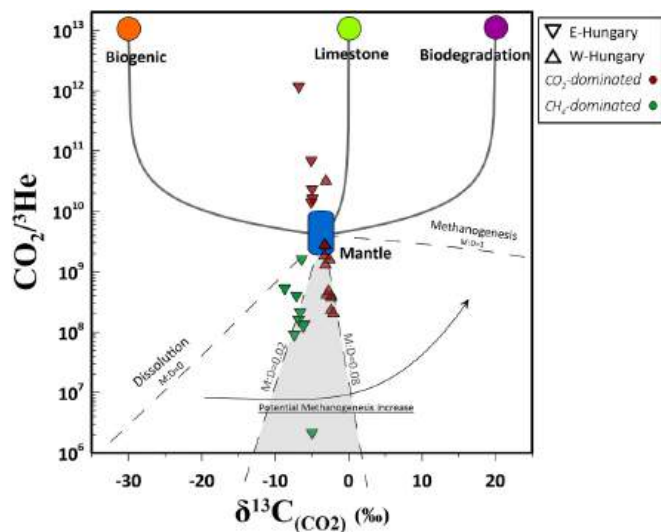 10¹³
10¹²
10¹¹
10¹⁰
10⁹
10⁸
10⁷
10⁶
CO₂/³He
Biogenic
Limestone
Biodegradation
Mantle
Methanogenesis
M:D=1
Dissolution
M:D=0
M:D=0.02
M:D=0.08
Potential Methanogenesis increase
-30
-20
-10
0
10
20
δ¹³C(CO2) (‰)
E-Hungary
W-Hungary
CO₂-dominated
CH₄-dominated